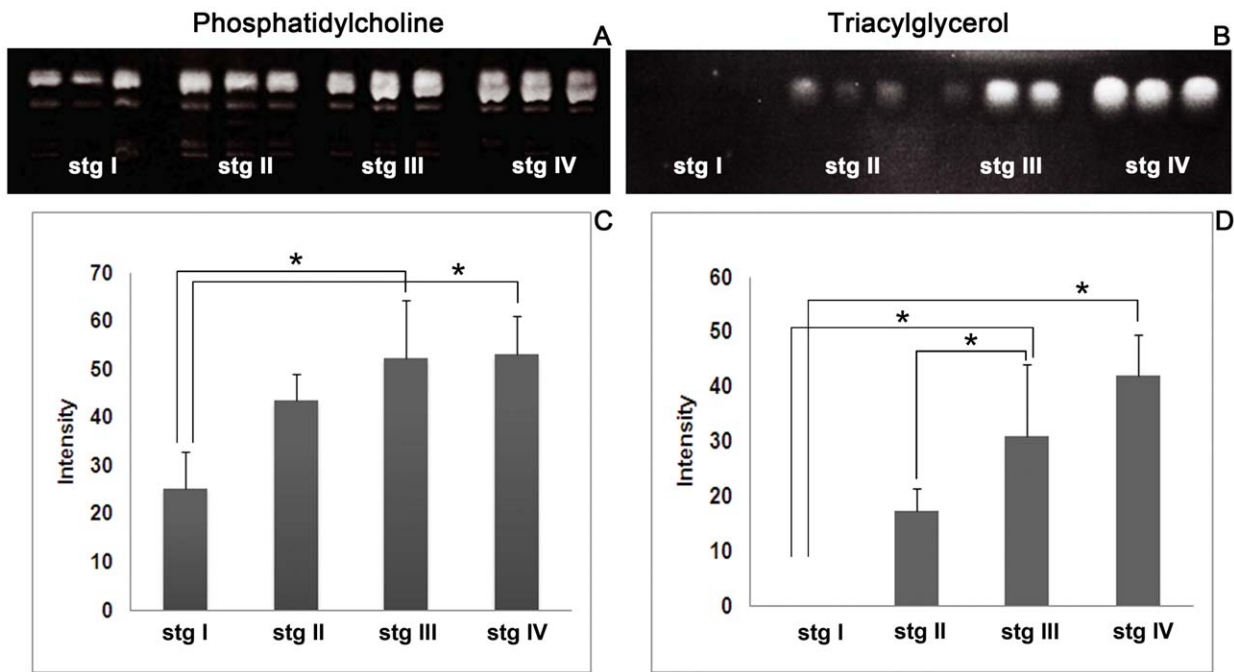 Phosphatidylcholine
Triacylglycerol
A
B
stg I stg II stg III stg IV
stg I stg II stg III stg IV
C
D
70
60
50
40
30
20
10
0
Intensity
* *
stg I stg II stg III stg IV
60
50
40
30
20
10
0
Intensity
*
*
*
stg I stg II stg III stg IV